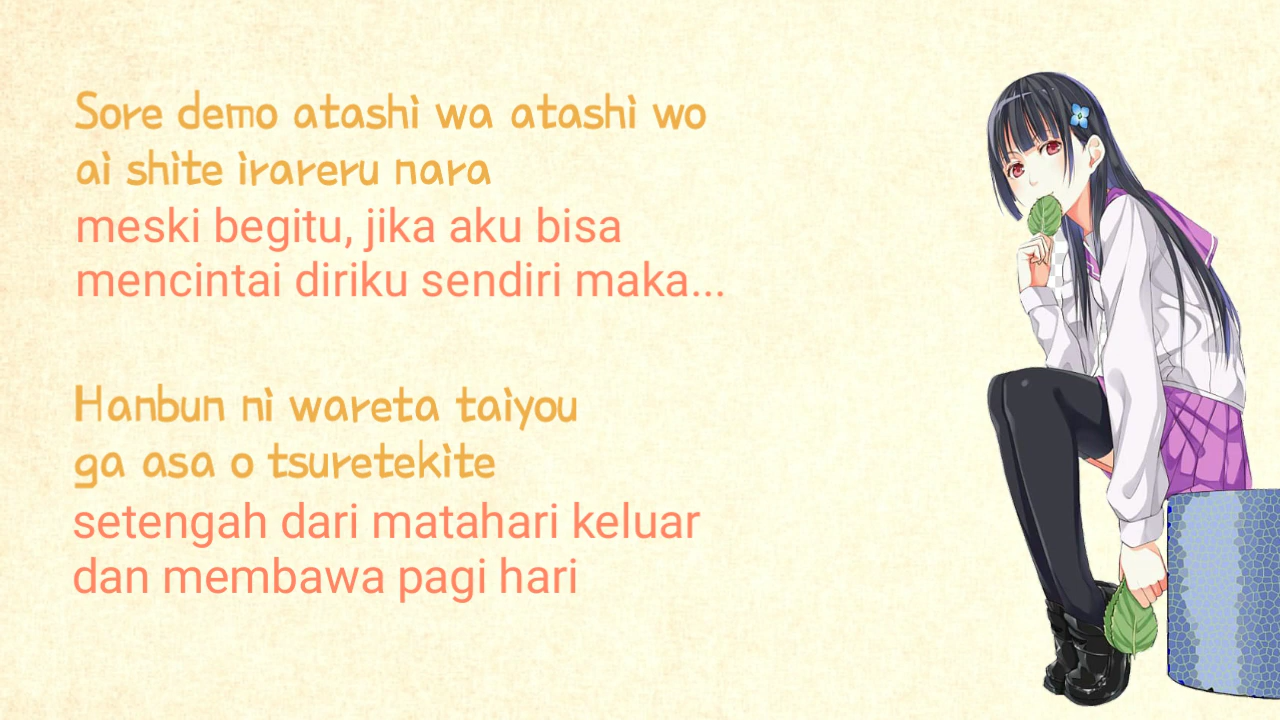 Sore demo atashi wa atashi wo
ai shite irareru nara
meski begitu, jika aku bisa
mencintai diriku sendiri maka...
Hanbun ni wareta taiyou
ga asa o tsuretekite
setengah dari matahari keluar
dan membawa pagi hari